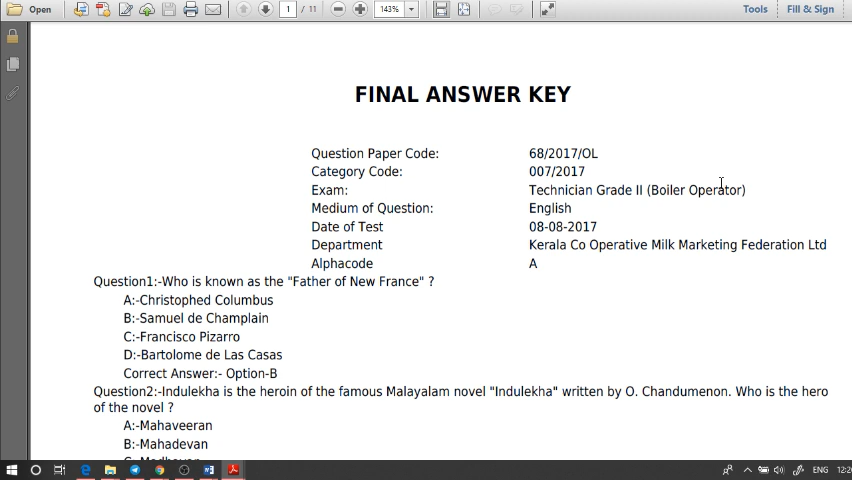 Open
1 / 11
143%
Tools
Fill & Sign
FINAL ANSWER KEY
Question Paper Code: 68/2017/OL
Category Code: 007/2017
Exam: Technician Grade II (Boiler Operator)
Medium of Question: English
Date of Test 08-08-2017
Department Kerala Co Operative Milk Marketing Federation Ltd
Alphacode A
Question1:-Who is known as the "Father of New France" ?
A:-Christophed Columbus
B:-Samuel de Champlain
C:-Francisco Pizarro
D:-Bartolome de Las Casas
Correct Answer:- Option-B
Question2:-Indulekha is the heroin of the famous Malayalam novel "Indulekha" written by O. Chandumenon. Who is the hero
of the novel ?
A:-Mahaveeran
B:-Mahadevan
ENG